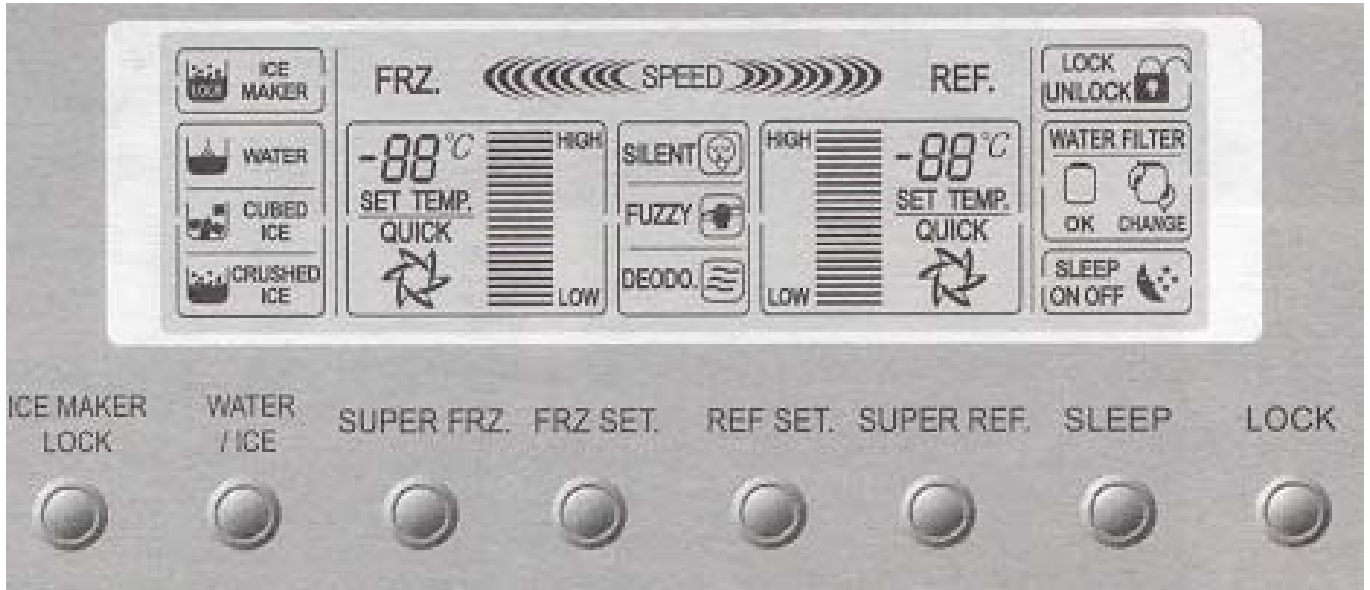 ICE
MAKER
LOCK
WATER
CUBED
ICE
CRUSHED
ICE
FRZ.
SPEED
REF.
-88°C
SET TEMP.
QUICK
HIGH
LOW
SILENT
FUZZY
DEODO.
HIGH
LOW
-88°C
SET TEMP.
QUICK
LOCK
UNLOCK
WATER FILTER
OK CHANGE
SLEEP
ON OFF
ICE MAKER
LOCK
WATER
/ ICE
SUPER FRZ.
FRZ SET.
REF SET.
SUPER REF.
SLEEP
LOCK